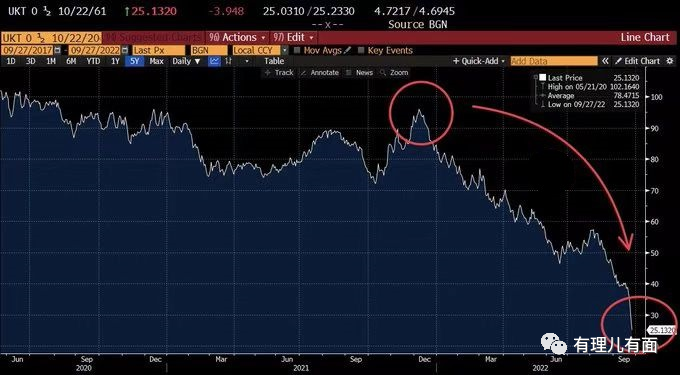 UKT 0 ½ 10/22/61 ↑25.1320 -3.948 25.0310/25.2330 4.7217/4.6945
--x-- Source BGN
UKT 0 ½ 10/22/20 Suggested Charts 96) Actions 97) Edit Line Chart
09/27/2017 09/27/2022 Last Px BGN Local CCY Mov Avgs Key Events
1D 3D 1M 6M YTD 1Y 5Y Max Daily Table + Quick-Add Add Data Edit Chart
Track Annotate News Zoom
Last Price 25.1320
High on 05/21/20 102.1640
Average 78.4715
Low on 09/27/22 25.1320
100
90
80
70
60
50
40
30
25.1320
有理儿有面
Jun Sep Dec Mar Jun Sep Dec Mar Jun Sep
2020 2021 2022